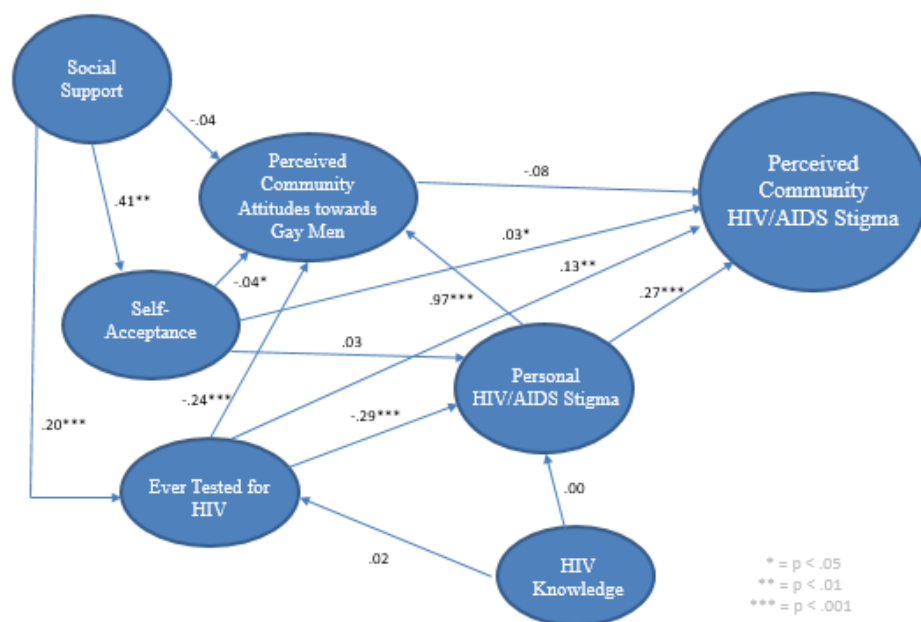 Social
Support
-.04
Perceived
Community
Attitudes towards
Gay Men
-.08
Perceived
Community
HIV/AIDS Stigma
.41**
.03*
.13**
-.04*
.97***
.27***
Self-
Acceptance
.03
Personal
HIV/AIDS Stigma
-.24***
-.29***
.20***
Ever Tested for
HIV
.00
.02
HIV
Knowledge
* = p < .05
** = p < .01
*** = p < .001